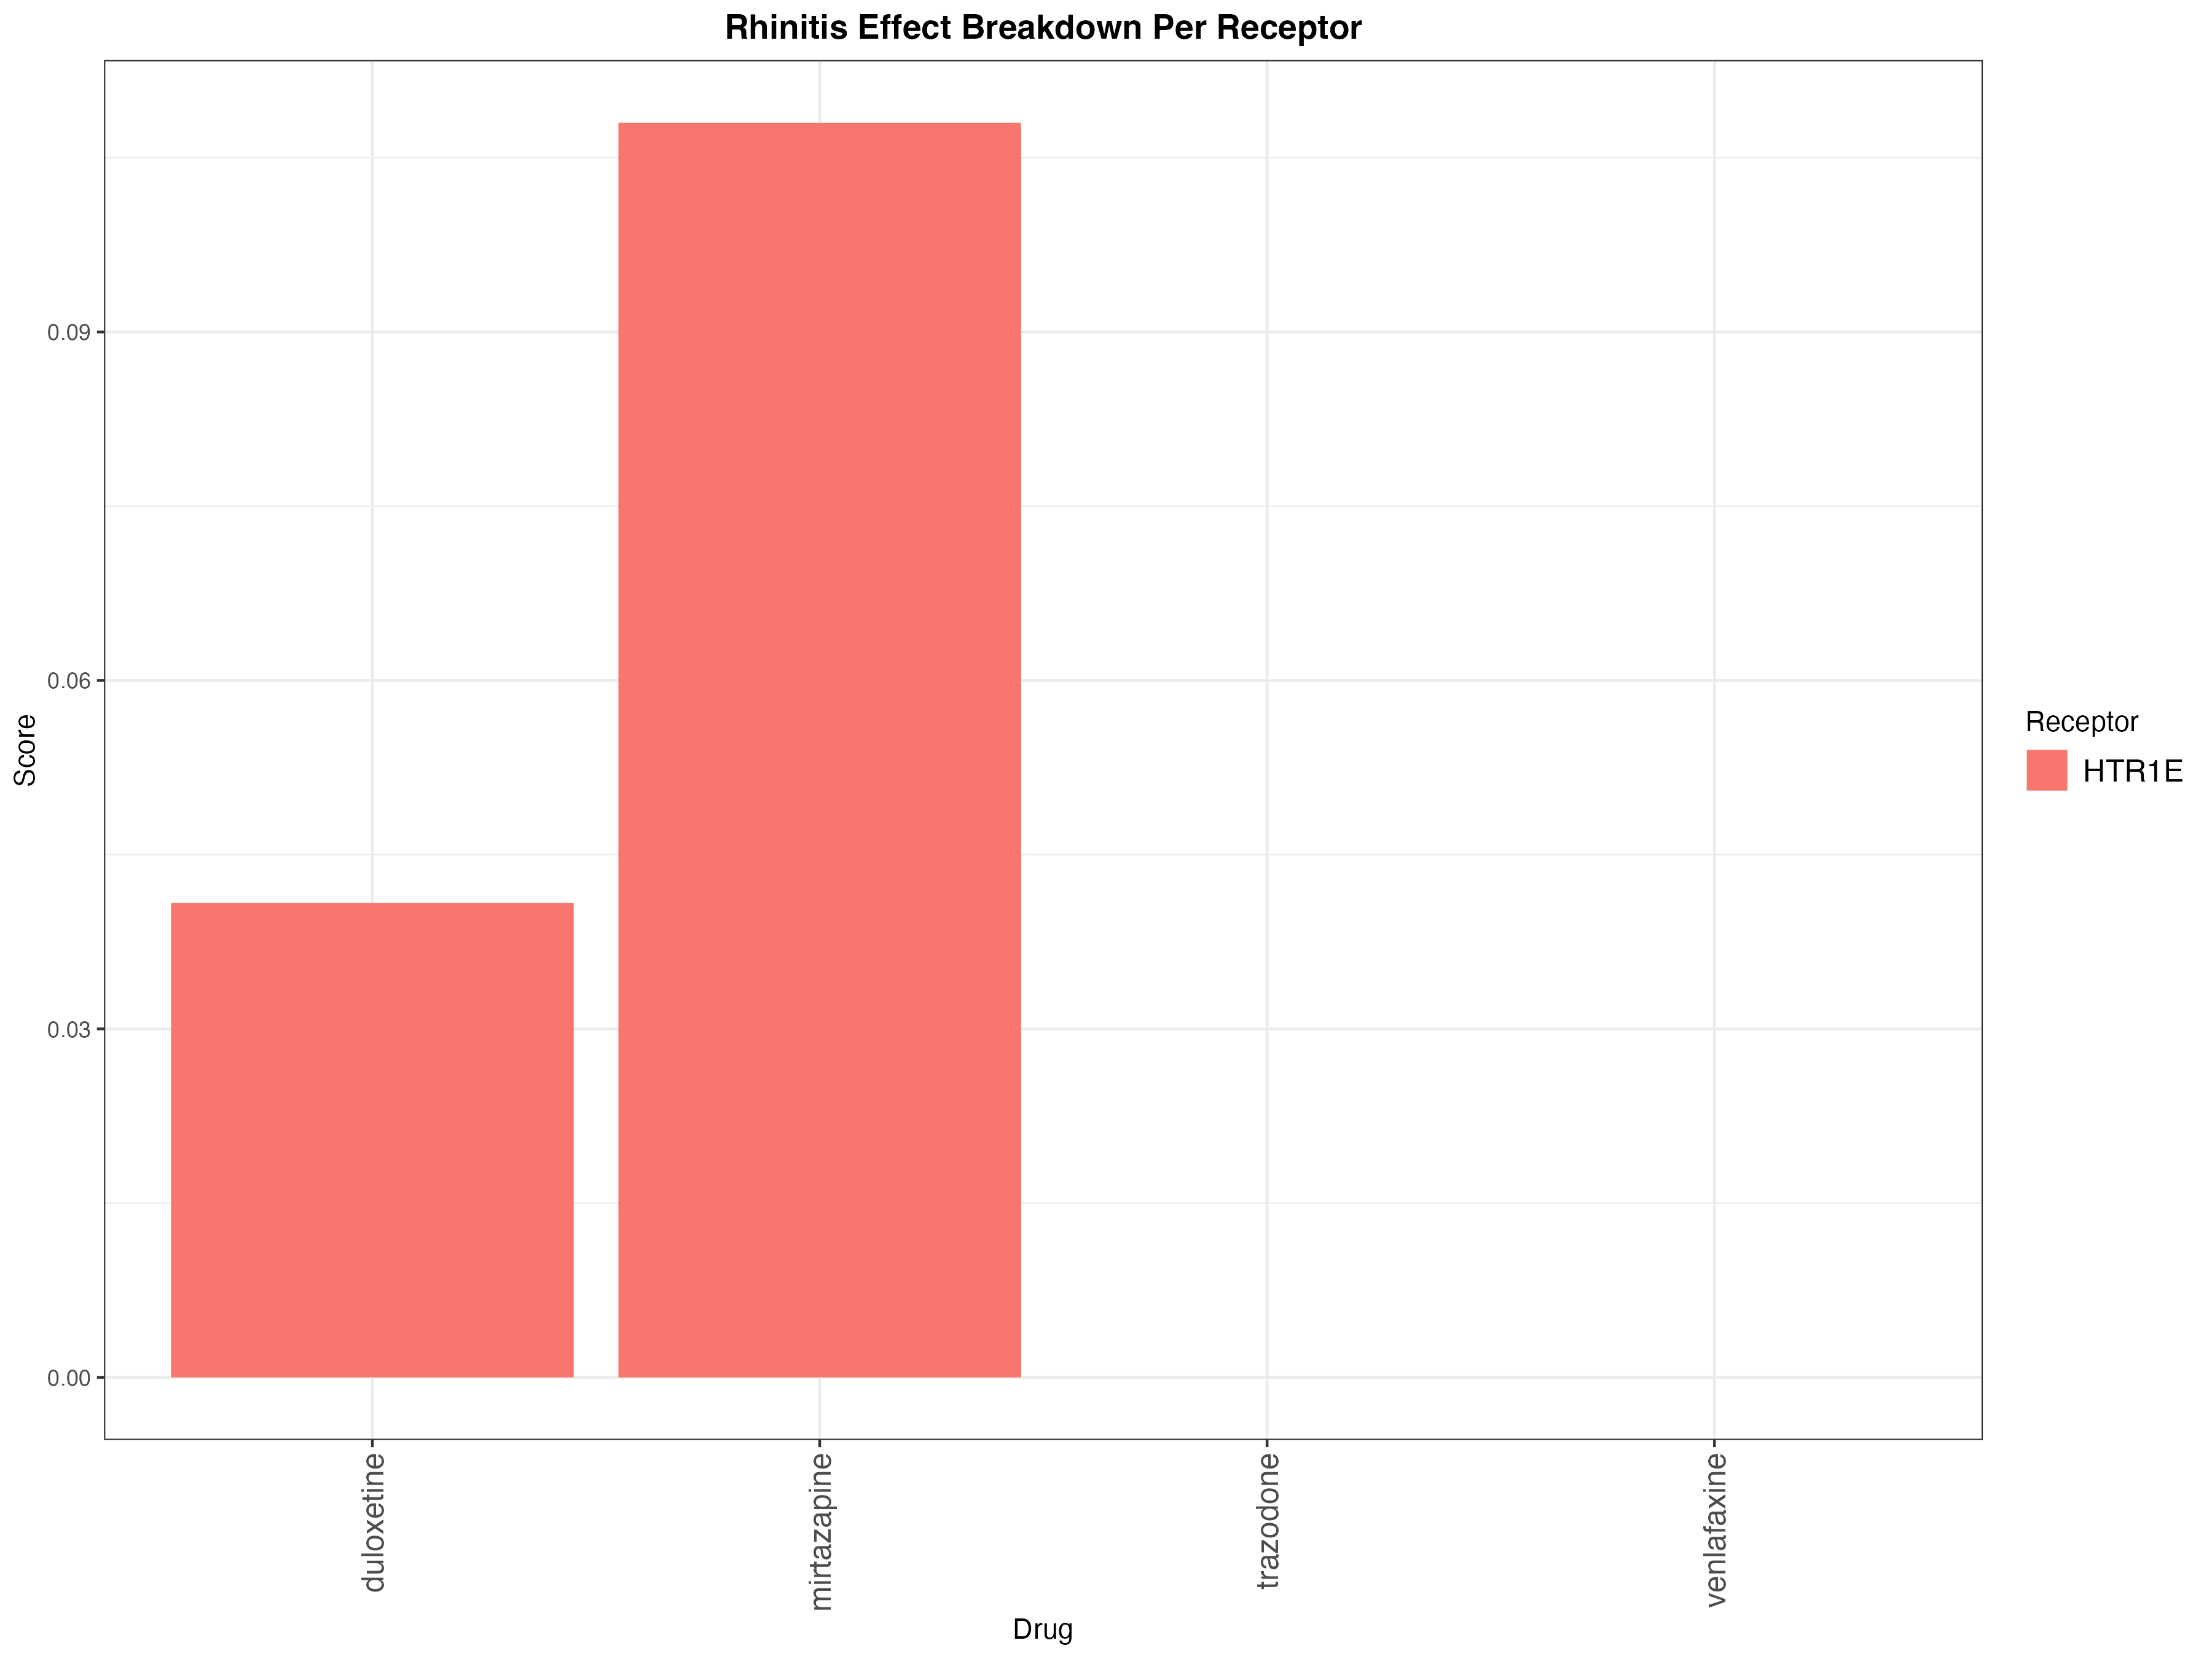 Rhinitis Effect Breakdown Per Receptor
Score
0.09
0.06
0.03
0.00
duloxetine
mirtazapine
trazodone
venlafaxine
Drug
Receptor
HTR1E